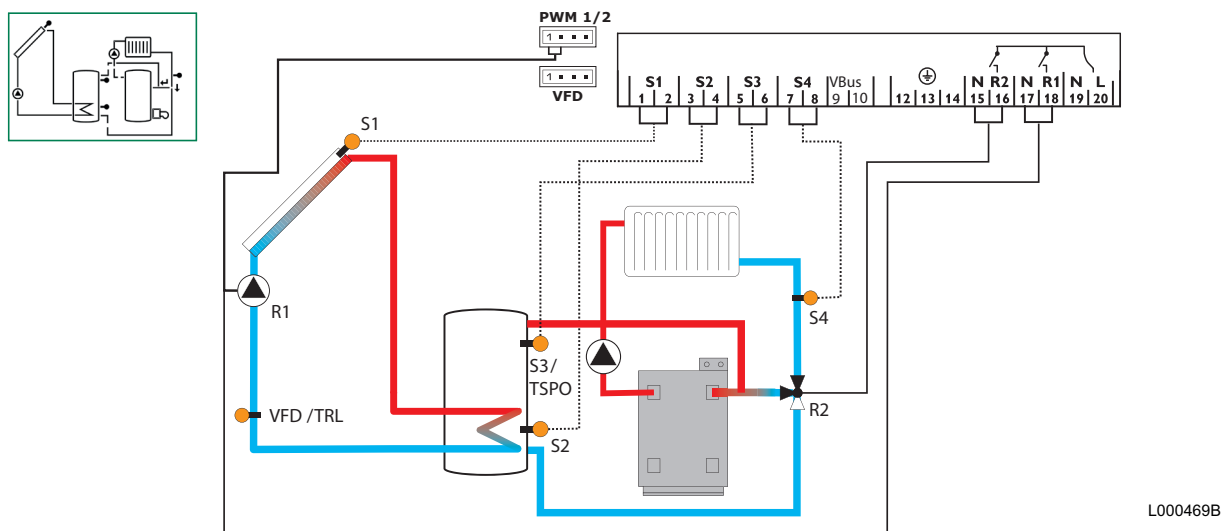 PWM 1/2
1
1
VFD
S1 S2 S3 S4 VBus N R2 N R1 N L
1 2 3 4 5 6 7 8 9 10 12 13 14 15 16 17 18 19 20
S1
R1
S4
S3/
TSPO
R2
VFD /TRL
S2
L000469B